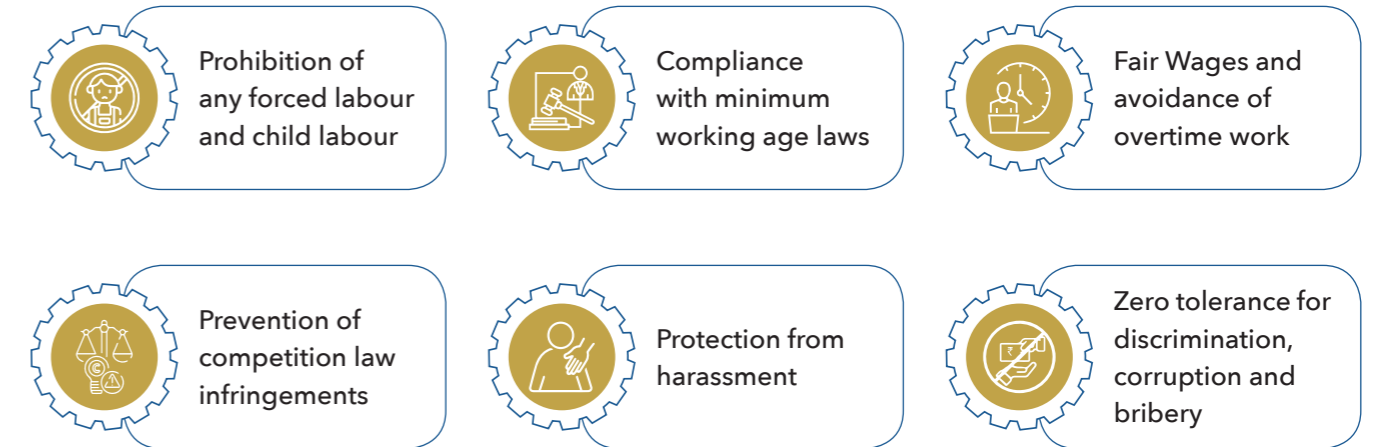 Prohibition of
any forced labour
and child labour
Compliance
with minimum
working age laws
Fair Wages and
avoidance of
overtime work
Prevention of
competition law
infringements
Protection from
harassment
Zero tolerance for
discrimination,
corruption and
bribery